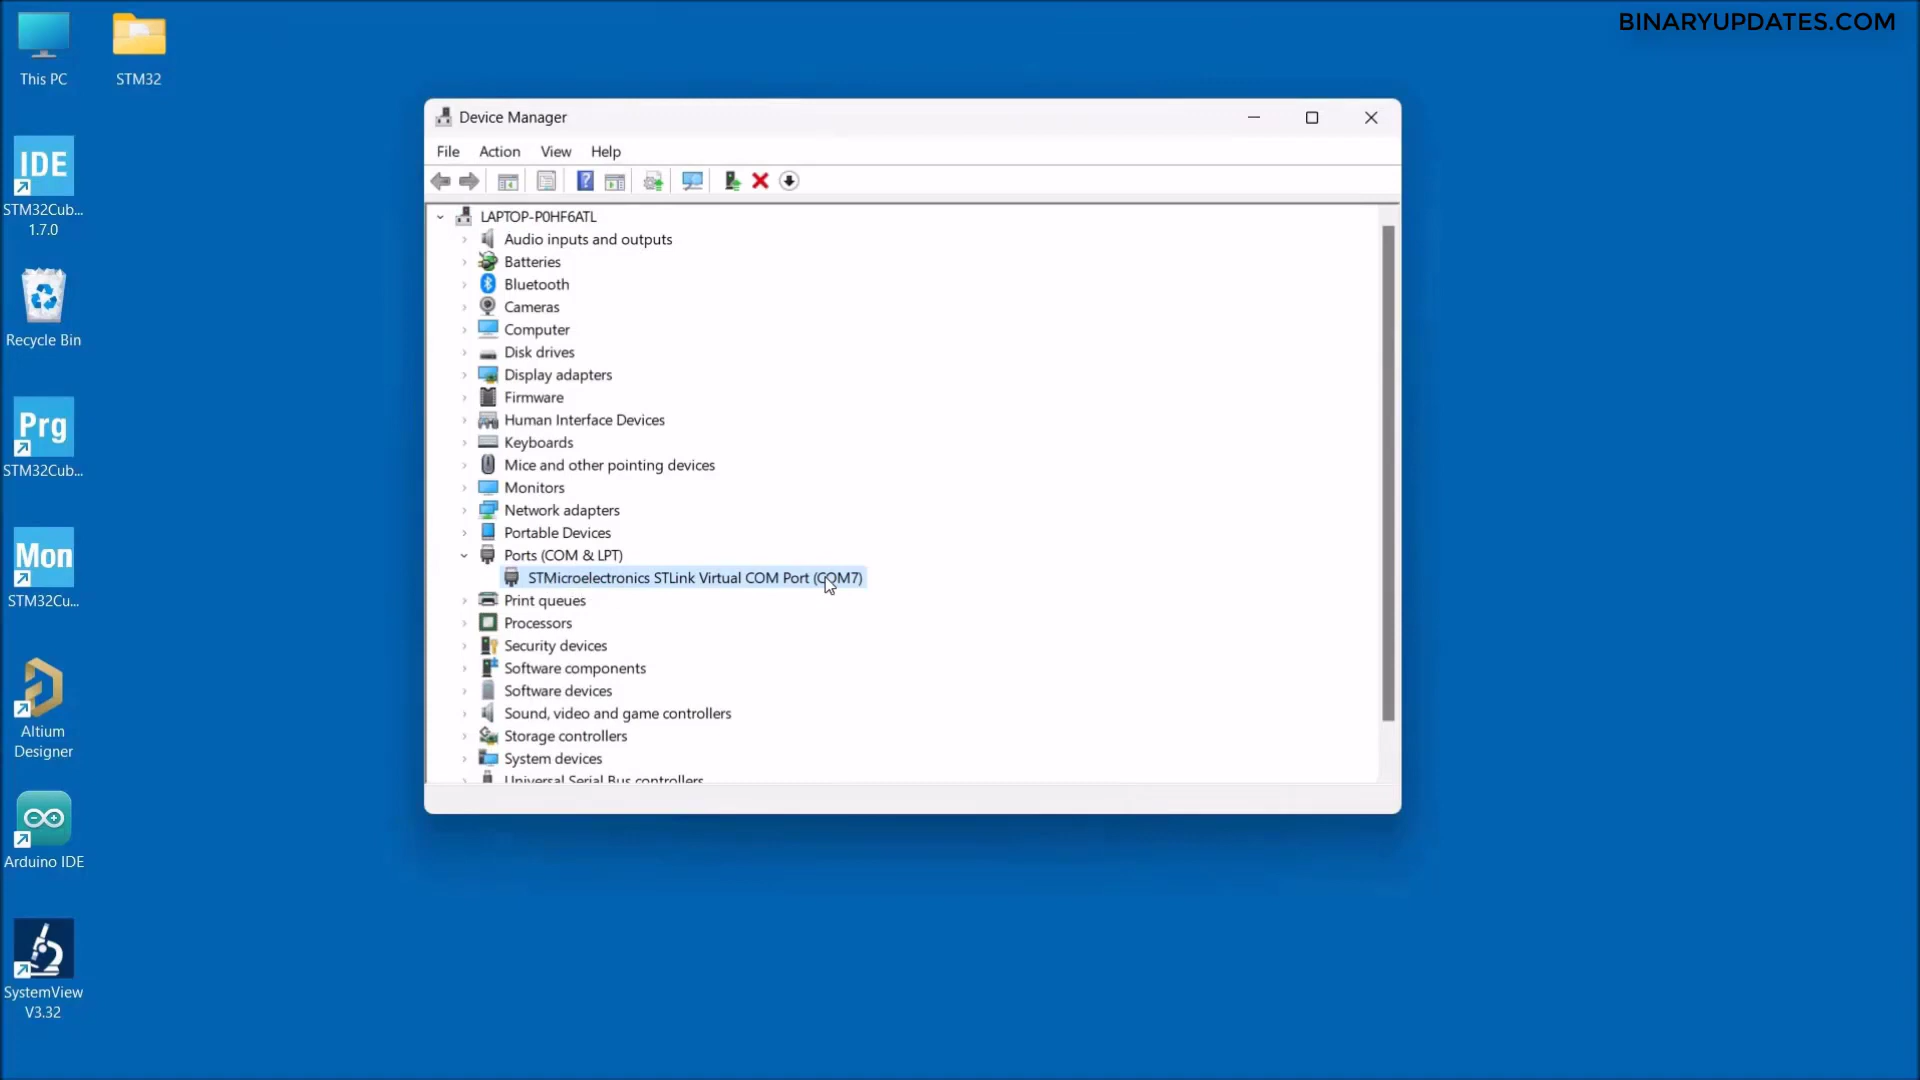 BINARYUPDATES.COM
This PC
STM32
IDE
STM32Cub...
1.7.0
Recycle Bin
Prg
STM32Cub...
Mon
STM32Cu...
Altium
Designer
Arduino IDE
SystemView
V3.32
Device Manager
File Action View Help
LAPTOP-P0HF6ATL
Audio inputs and outputs
Batteries
Bluetooth
Cameras
Computer
Disk drives
Display adapters
Firmware
Human Interface Devices
Keyboards
Mice and other pointing devices
Monitors
Network adapters
Portable Devices
Ports (COM & LPT)
STMicroelectronics STLink Virtual COM Port (COM7)
Print queues
Processors
Security devices
Software components
Software devices
Sound, video and game controllers
Storage controllers
System devices
Universal Serial Bus controllers